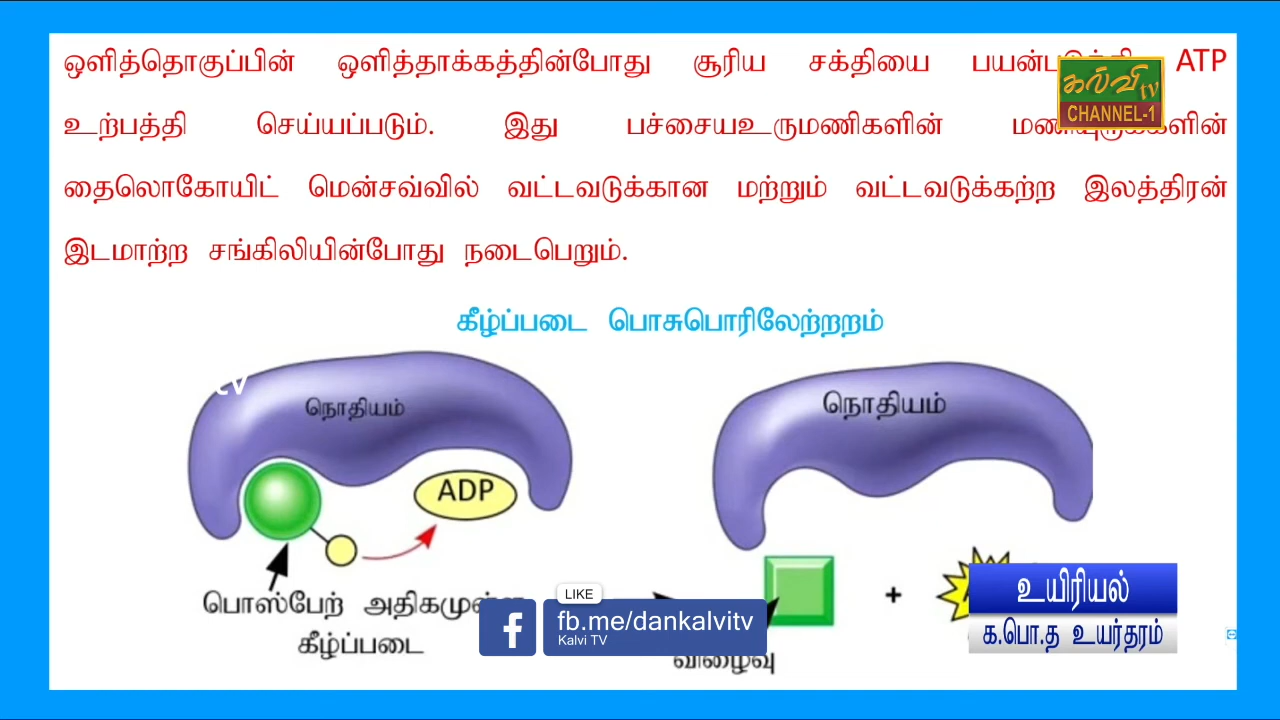 ஒளித்தொகுப்பின் ஒளித்தாக்கத்தின்போது சூரிய சக்தியை ATP
உற்பத்தி செய்யப்படும். இது பச்சையஉருமணிகளின்
தைலொகோயிட் மென்சவ்வில் வட்டவடுக்கான மற்றும் வட்டவடுக்கற்ற இலத்திரன்
இடமாற்ற சங்கிலியின்போது நடைபெறும்.
கல்வி tv
CHANNEL-1
கீழ்ப்படை பொசுபொரிலேற்றறம்
tv
நொதியம்
நொதியம்
ADP
பொஸ்பேற்
கீழ்ப்படை
+
விழைவு
LIKE
fb.me/dankalvitv
Kalvi TV
உயிரியல்
க.பொ.த உயர்தரம்